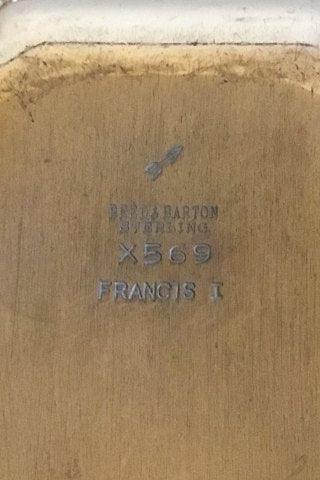 REED & BARTON
STERLING
X569
FRANCIS I